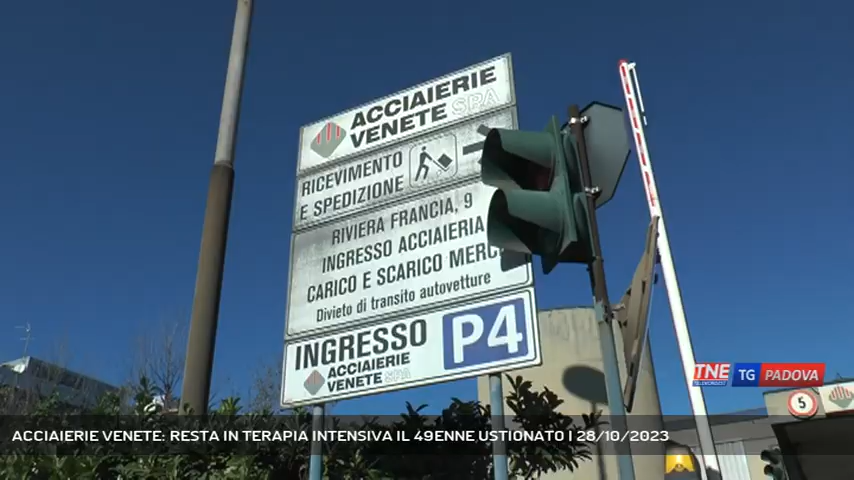 ACCIAIERIE
VENETE SPA
RICEVIMENTO
E SPEDIZIONE
RIVIERA FRANCIA, 9
INGRESSO ACCIAIERIA
CARICO E SCARICO
Divieto di transito autovetture
INGRESSO P4
ACCIAIERIE
VENETE SPA
TNE TG PADOVA
TELENORDEST
5
ACCIAIERIE VENETE: RESTA IN TERAPIA INTENSIVA IL 49ENNE USTIONATO | 28/10/2023